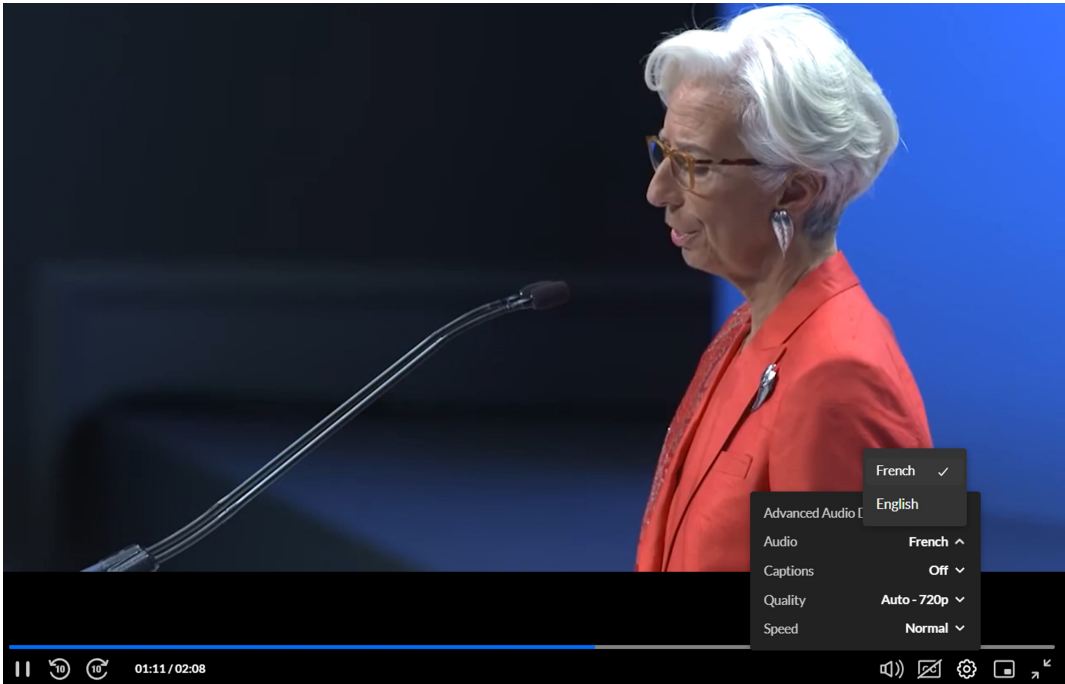 French
English
Advanced Audio D
Audio French
Captions Off
Quality Auto - 720p
Speed Normal
10 10 01:11 / 02:08 CC